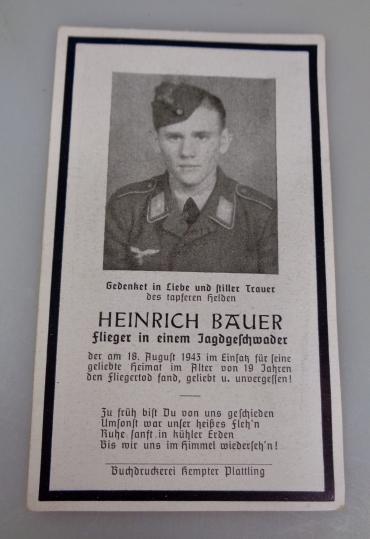 Gedenket in Liebe und stiller Trauer
des tapferen Helden
HEINRICH BAUER
Flieger in einem Jagdgeschwader
der am 18. August 1943 im Einsatz für seine
geliebte Heimat im Alter von 19 Jahren
den Fliegertod fand, geliebt u. unvergessen!
Zu früh bist Du von uns geschieden
Umsonst war unser heißes Fleh'n
Ruhe sanft in kühler Erden
Bis wir uns im Himmel wiederseh'n!
Buchdruckerei Kempter Plattling